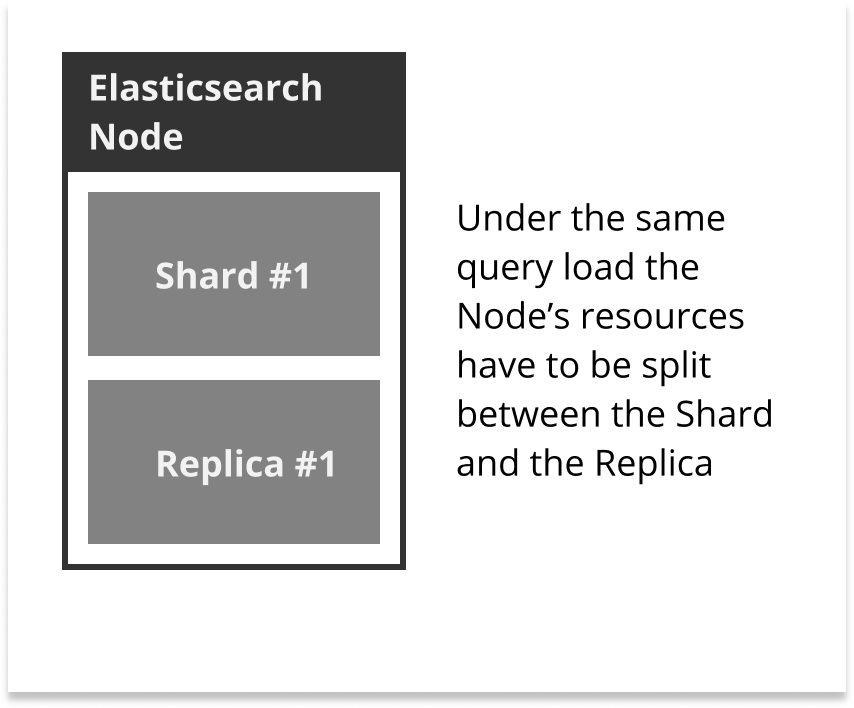 Elasticsearch
Node
Shard #1
Replica #1
Under the same
query load the
Node’s resources
have to be split
between the Shard
and the Replica